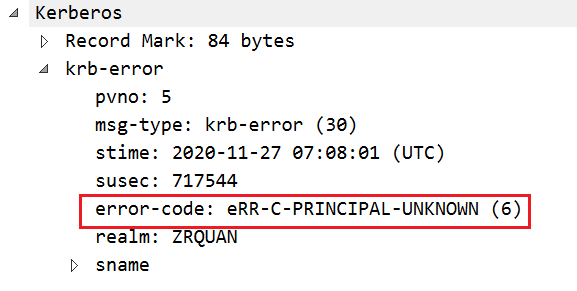 Kerberos
Record Mark: 84 bytes
krb-error
pvno: 5
msg-type: krb-error (30)
stime: 2020-11-27 07:08:01 (UTC)
susec: 717544
error-code: eRR-C-PRINCIPAL-UNKNOWN (6)
realm: ZRQUAN
sname